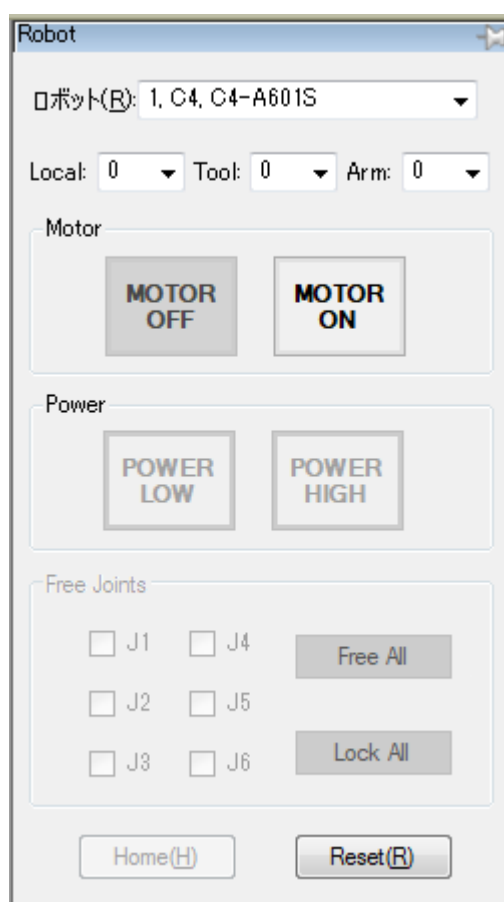 Robot
ロボット(R): 1, C4, C4-A601S
Local: 0 Tool: 0 Arm: 0
Motor
MOTOR OFF MOTOR ON
Power
POWER LOW POWER HIGH
Free Joints
J1 J4 Free All
J2 J5
J3 J6 Lock All
Home(H) Reset(R)